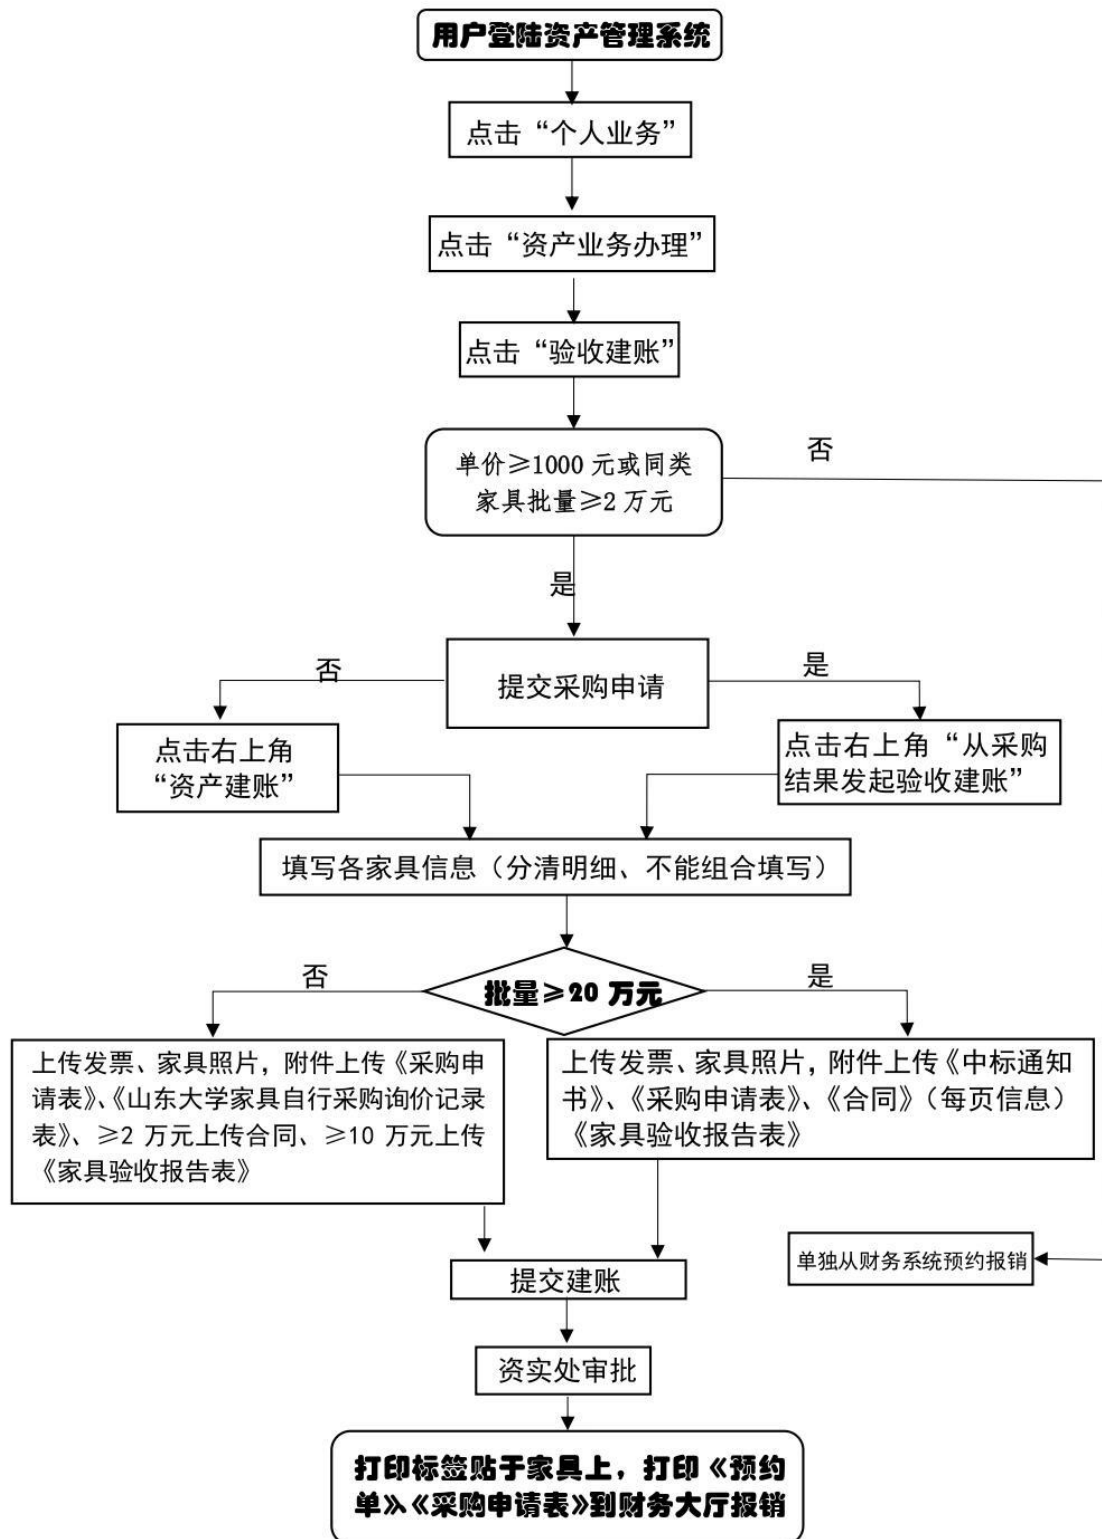 用户登陆资产管理系统
点击“个人业务”
点击“资产业务办理”
点击“验收建账”
单价≥1000 元或同类
家具批量≥2 万元
否
是
提交采购申请
否
是
点击右上角
“资产建账”
点击右上角“从采购
结果发起验收建账”
填写各家具信息（分清明细、不能组合填写）
批量≥20 万元
否
是
上传发票、家具照片，附件上传《采购申
请表》、《山东大学家具自行采购询价记录
表》、≥2 万元上传合同、≥10 万元上传
《家具验收报告表》
上传发票、家具照片，附件上传《中标通知
书》、《采购申请表》、《合同》（每页信息）
《家具验收报告表》
提交建账
单独从财务系统预约报销
资实处审批
打印标签贴于家具上，打印《预约
单》、《采购申请表》到财务大厅报销